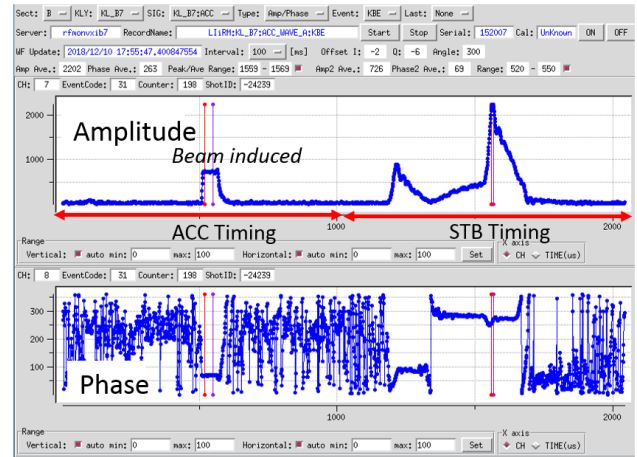 Sect: B KLY: KL_B7 SIG: KL_B7:ACC Type: Amp/Phase Event: KBE Last: None
Server: rfmonvxib7 RecordName: LIiRM:KL_B7:ACC_WAVE_A:KBE Start Stop Serial: 152007 Cal: UnKnown ON OFF
WF Update: 2018/12/10 17:55:47.400847554 Interval: 100 [ms] Offset I: -2 Q: -6 Angle: 300
Amp Ave.: 2202 Phase Ave.: 263 Peak/Ave Range: 1559 - 1569 Amp2 Ave.: 726 Phase2 Ave.: 69 Range: 520 - 550
CH: 7 EventCode: 31 Counter: 198 ShotID: -24239
2000
Amplitude
1000
Beam induced
ACC Timing
STB Timing
1000
2000
Range
Vertical: auto min: 0 max: 100 Horizontal: auto min: 0 max: 100 Set
X axis
CH TIME(us)
CH: 8 EventCode: 31 Counter: 198 ShotID: -24239
300
200
100
Phase
1000
2000
Range
Vertical: auto min: 0 max: 100 Horizontal: auto min: 0 max: 100 Set
X axis
CH TIME(us)